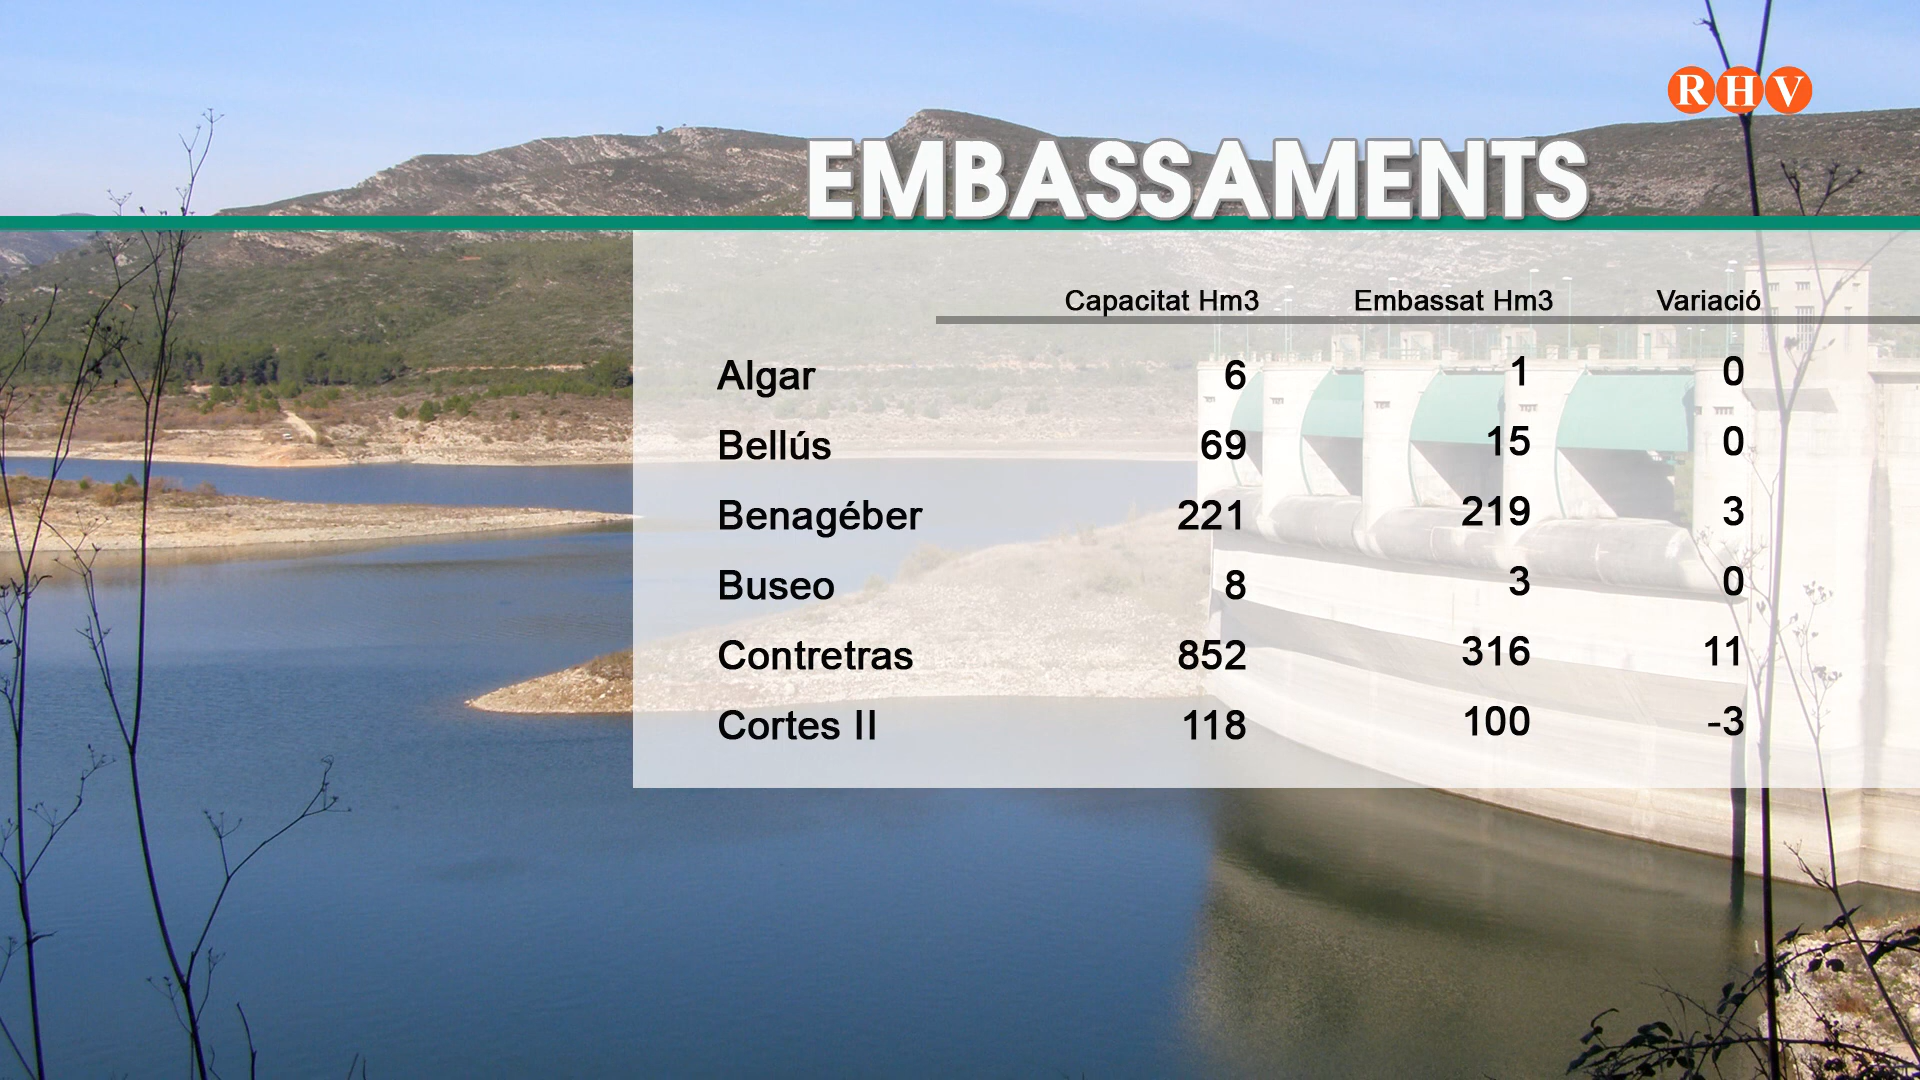 RHV
EMBASSAMENTS
Capacitat Hm3 Embassat Hm3 Variació
Algar 6 1 0
Bellús 69 15 0
Benagéber 221 219 3
Buseo 8 3 0
Contretras 852 316 11
Cortes II 118 100 -3